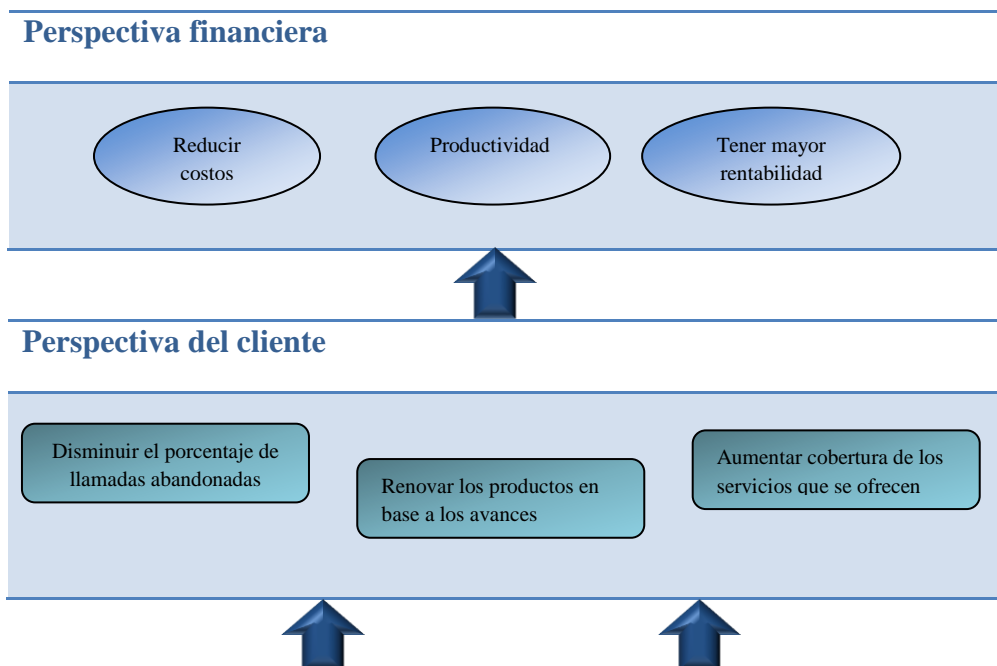 Perspectiva financiera
Reducir
costos
Productividad
Tener mayor
rentabilidad
Perspectiva del cliente
Disminuir el porcentaje de
llamadas abandonadas
Renovar los productos en
base a los avances
Aumentar cobertura de los
servicios que se ofrecen